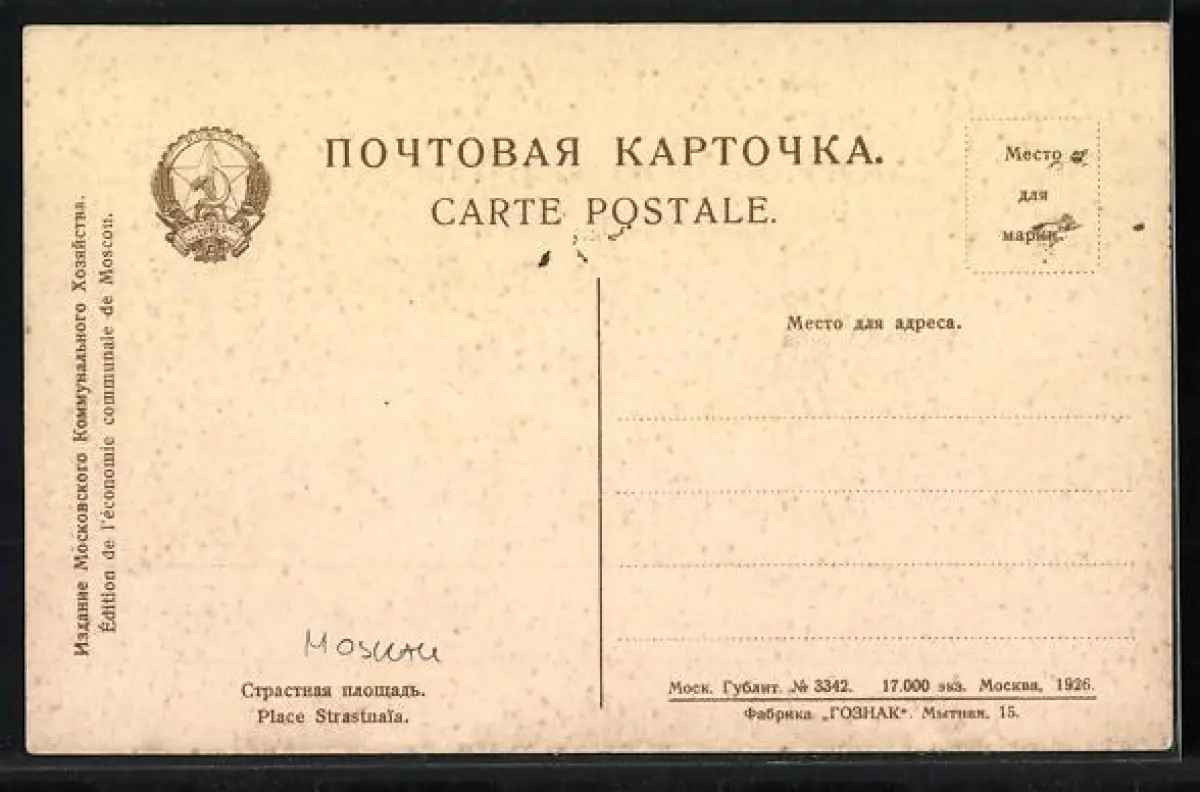 ПОЧТОВАЯ КАРТОЧКА.
CARTE POSTALE.
Место
для
марки.
Место для адреса.
Издание Московского Коммунального Хозяйства.
Édition de l'économie communale de Moscou.
Moskau
Страстная площадь.
Place Strastnaïa.
Моск. Гублит. № 3342. 17.000 экз. Москва, 1926.
Фабрика „ГОЗНАК“. Мытная, 15.